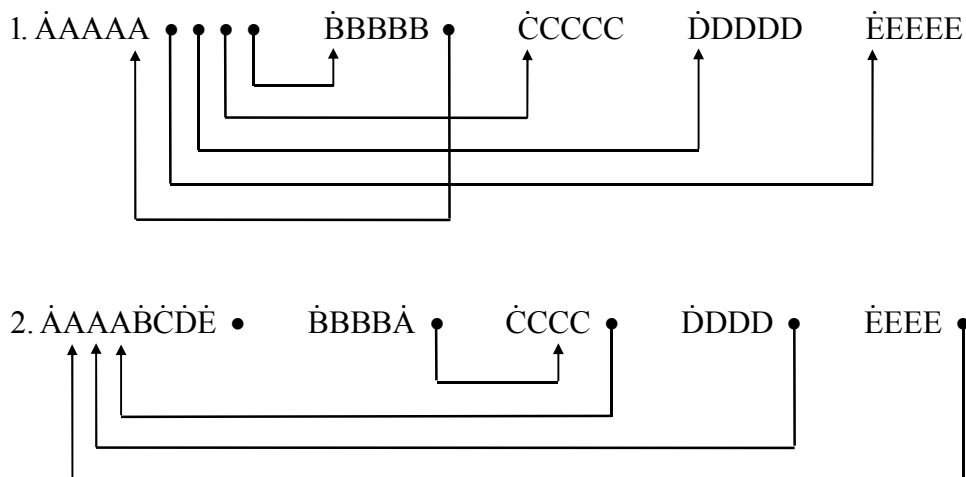 1. ȦAAAA • • • • ḂBBBB • ĊCCCC ḊDDDD ĖEEEE
2. ȦAAAḂĊḊĖ • ḂBBBȦ • ĊCCC • ḊDDD • ĖEEE •